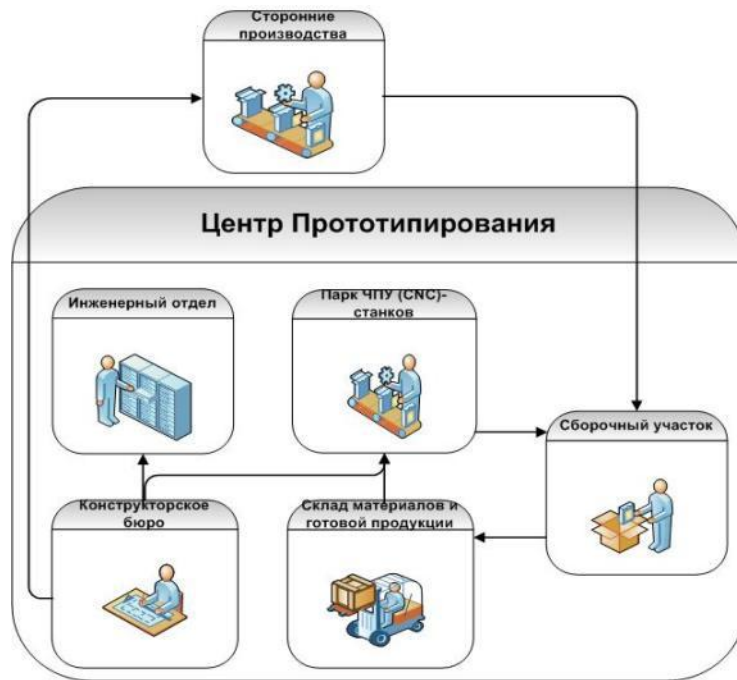 Сторонние
производства
Центр Прототипирования
Инженерный отдел
Парк ЧПУ (CNC)-
станков
Сборочный участок
Конструкторское
бюро
Склад материалов и
готовой продукции